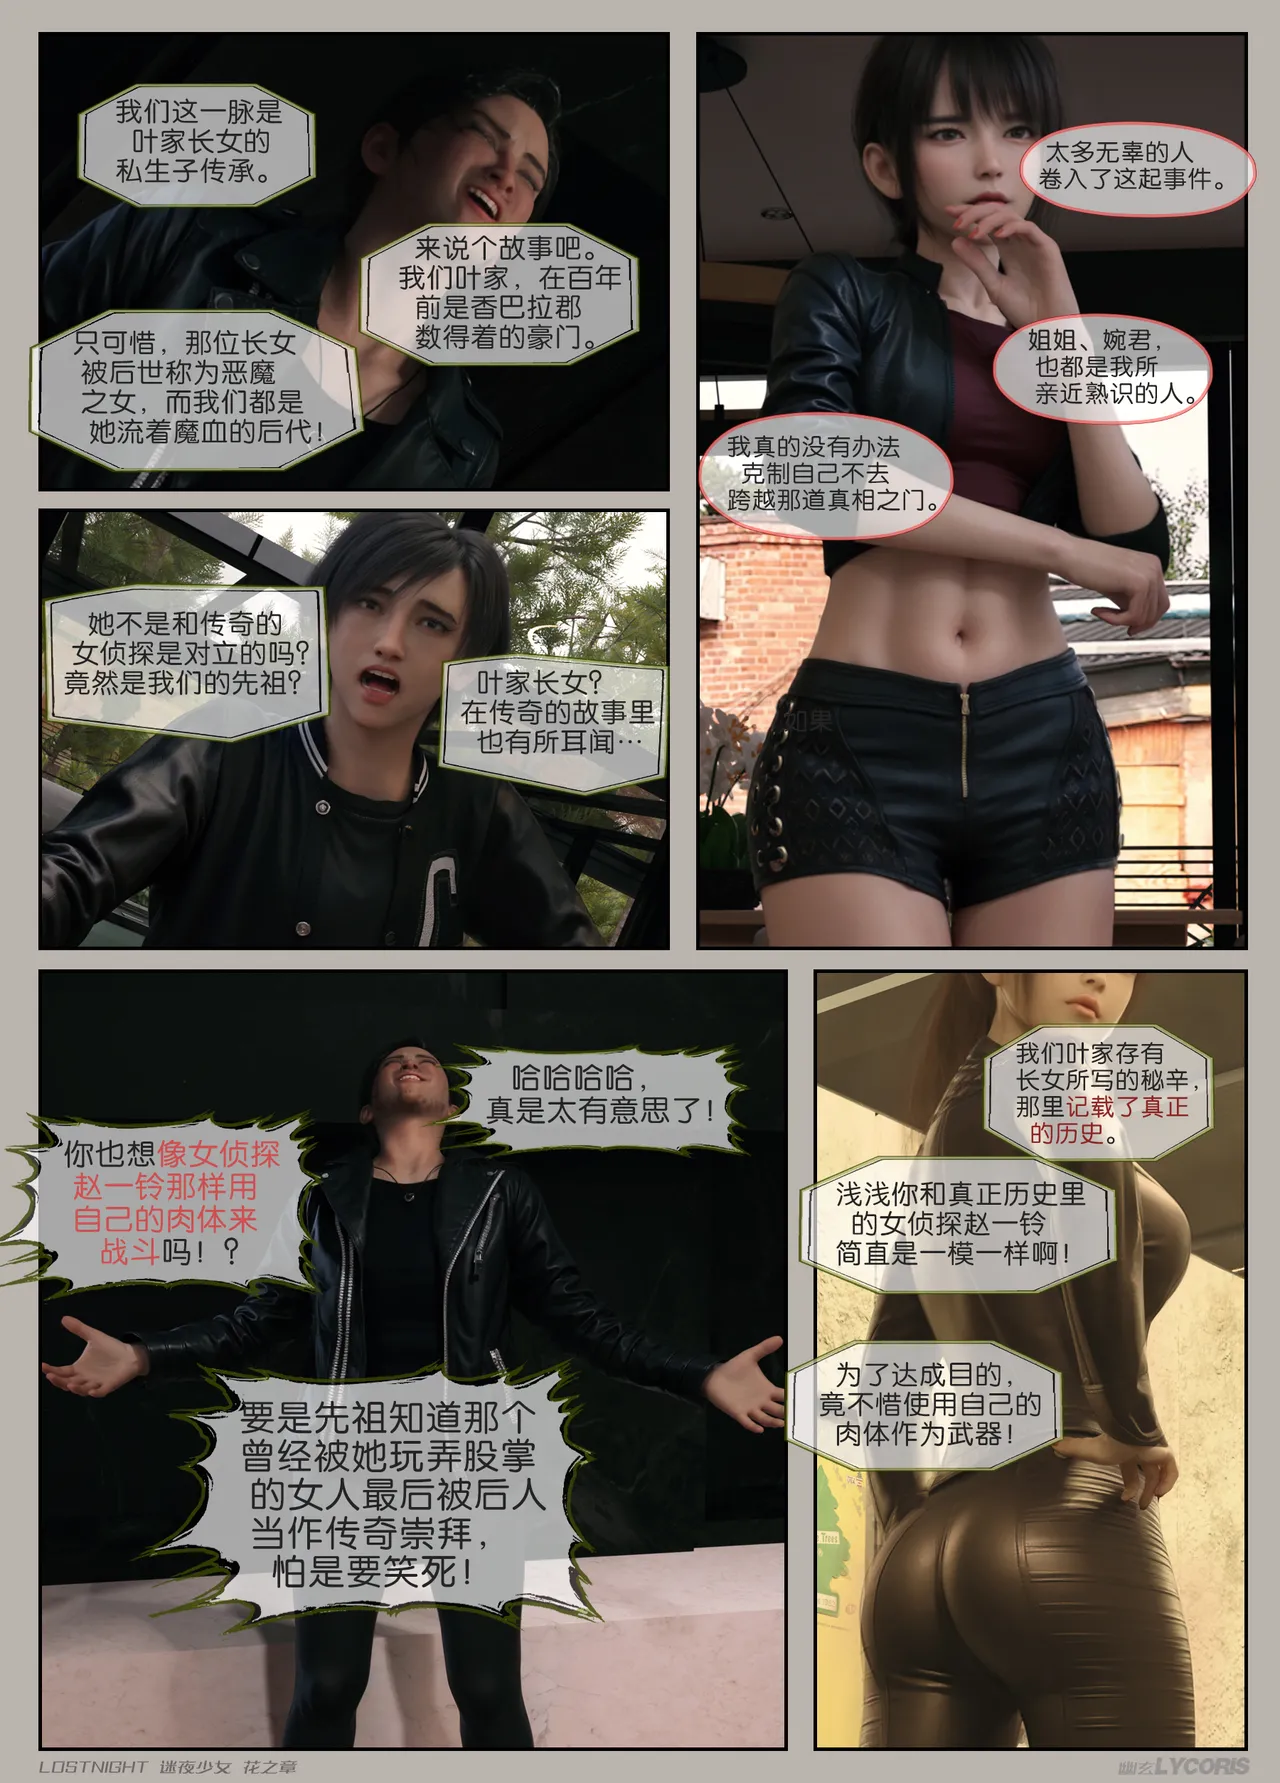 太多无辜的人
卷入了这起事件。
姐姐、婉君，
也都是我所
亲近熟识的人。
我真的没有办法
克制自己不去
跨越那道真相之门。
如果
来说个故事吧。
我们叶家，在百年
前是香巴拉郡
数得着的豪门。
我们这一脉是
叶家长女的
私生子传承。
只可惜，那位长女
被后世称为恶魔
之女，而我们都是
她流着魔血的后代！
叶家长女？
在传奇的故事里
也有所耳闻…
她不是和传奇的
女侦探是对立的吗？
竟然是我们的先祖？
我们叶家存有
长女所写的秘辛，
那里记载了真正
的历史。
浅浅你和真正历史里
的女侦探赵一铃
简直是一模一样啊！
为了达成目的，
竟不惜使用自己的
肉体作为武器！
Trees
哈哈哈哈，
真是太有意思了！
你也想像女侦探
赵一铃那样用
自己的肉体来
战斗吗！？
要是先祖知道那个
曾经被她玩弄股掌
的女人最后被后人
当作传奇崇拜，
怕是要笑死！
LOSTNIGHT 迷夜少女 花之章
幽玄LYCORIS